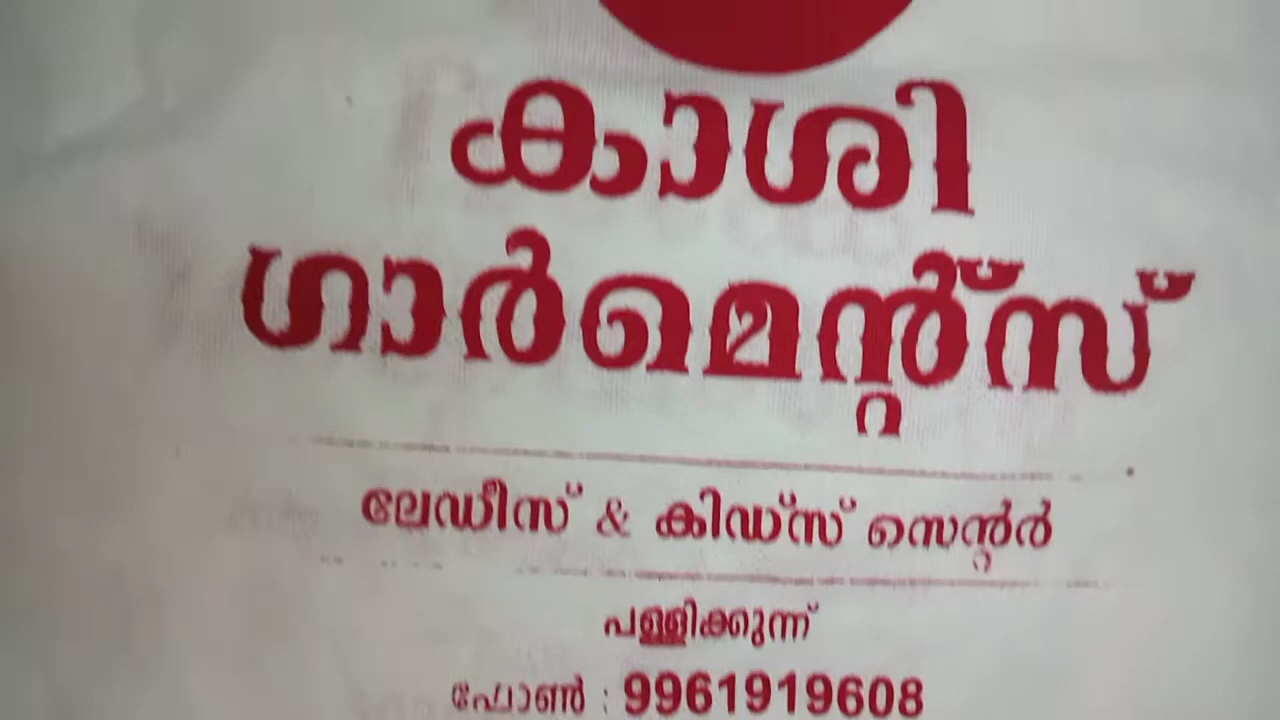 കാശി
ഗാർമെന്റ്സ്
ലേഡീസ് & കിഡ്സ് സെന്റർ
പള്ളിക്കുന്ന്
ഫോൺ : 9961919608